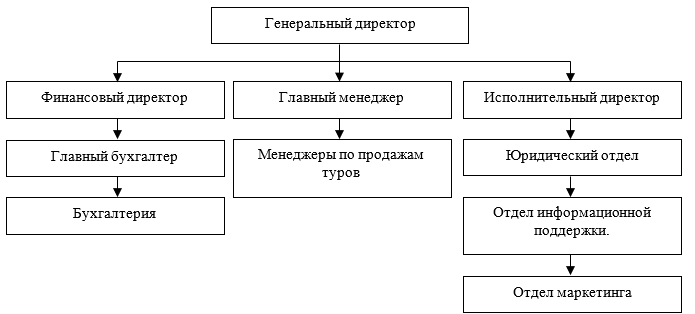 Генеральный директор
Финансовый директор
Главный менеджер
Исполнительный директор
Главный бухгалтер
Менеджеры по продажам
туров
Юридический отдел
Бухгалтерия
Отдел информационной
поддержки.
Отдел маркетинга